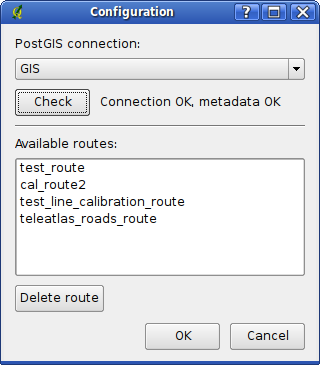 Configuration
PostGIS connection:
GIS
Check Connection OK, metadata OK
Available routes:
test_route
cal_route2
test_line_calibration_route
teleatlas_roads_route
Delete route
OK Cancel